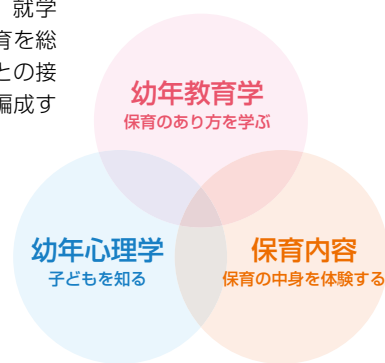 就学
育を総
との接
編成す
幼年教育学
保育のあり方を学ぶ
幼年心理学
子どもを知る
保育内容
保育の中身を体験する